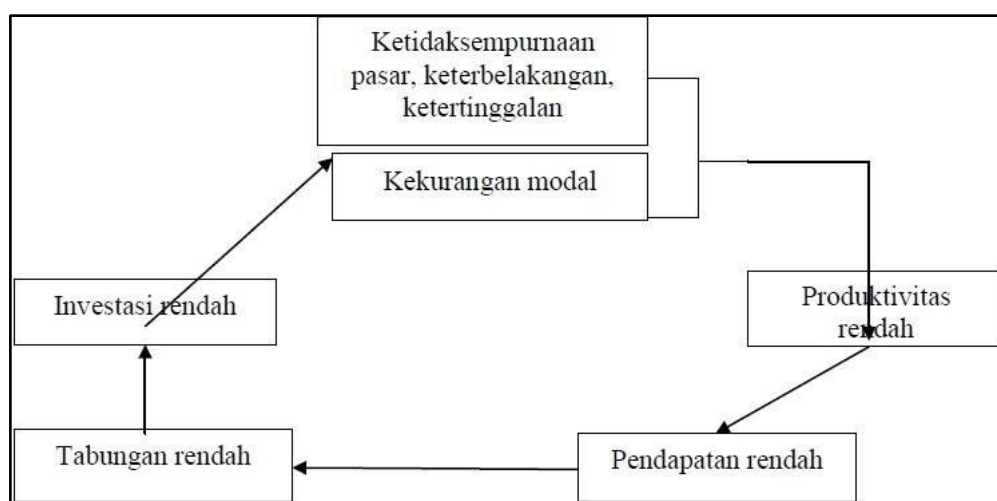 Ketidaksempurnaan
pasar, keterbelakangan,
ketertinggalan
Kekurangan modal
Investasi rendah
Produktivitas
rendah
Tabungan rendah
Pendapatan rendah